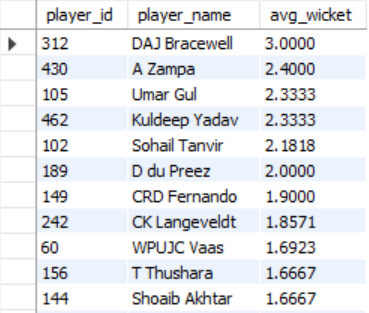 player_id player_name avg_wicket
312 DAJ Bracewell 3.0000
430 A Zampa 2.4000
105 Umar Gul 2.3333
462 Kuldeep Yadav 2.3333
102 Sohail Tanvir 2.1818
189 D du Preez 2.0000
149 CRD Fernando 1.9000
242 CK Langeveldt 1.8571
60 WPUJC Vaas 1.6923
156 T Thushara 1.6667
144 Shoaib Akhtar 1.6667